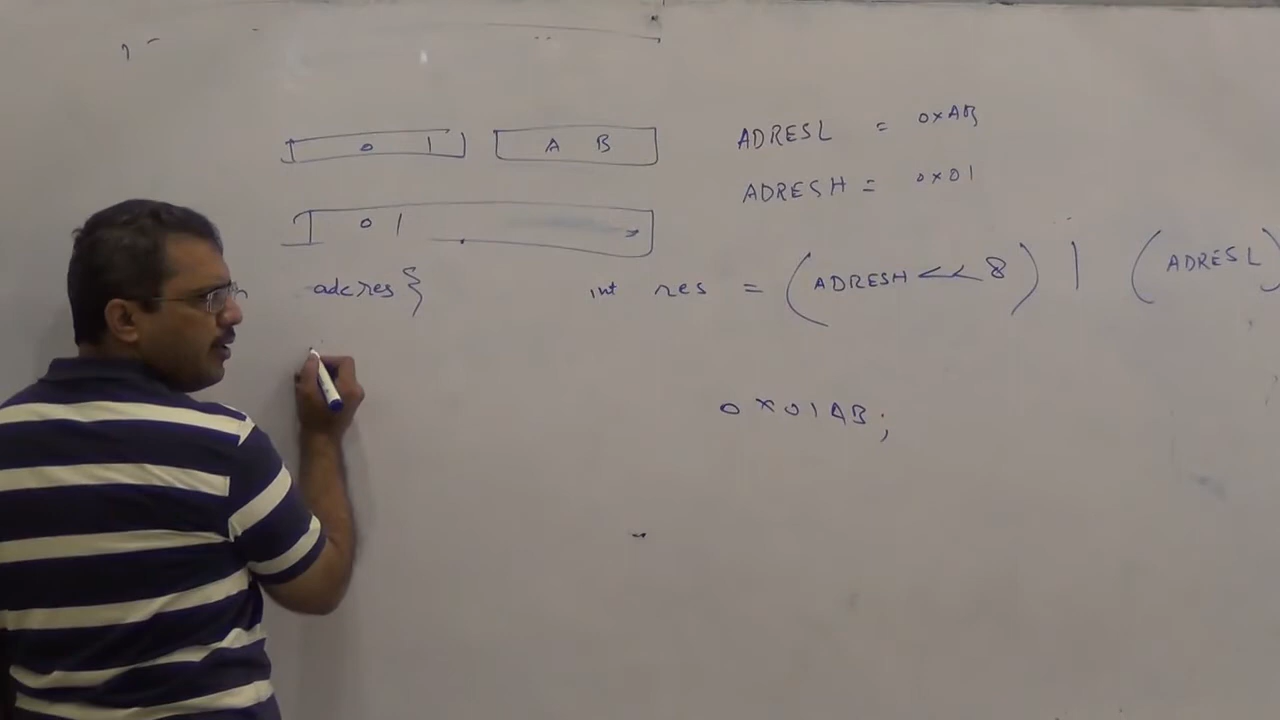 0 1 A B ADRESL = 0xAB
ADRESH = 0x01
0 1
adcres} int res = (ADRESH << 8) | (ADRESL)
0x01AB;